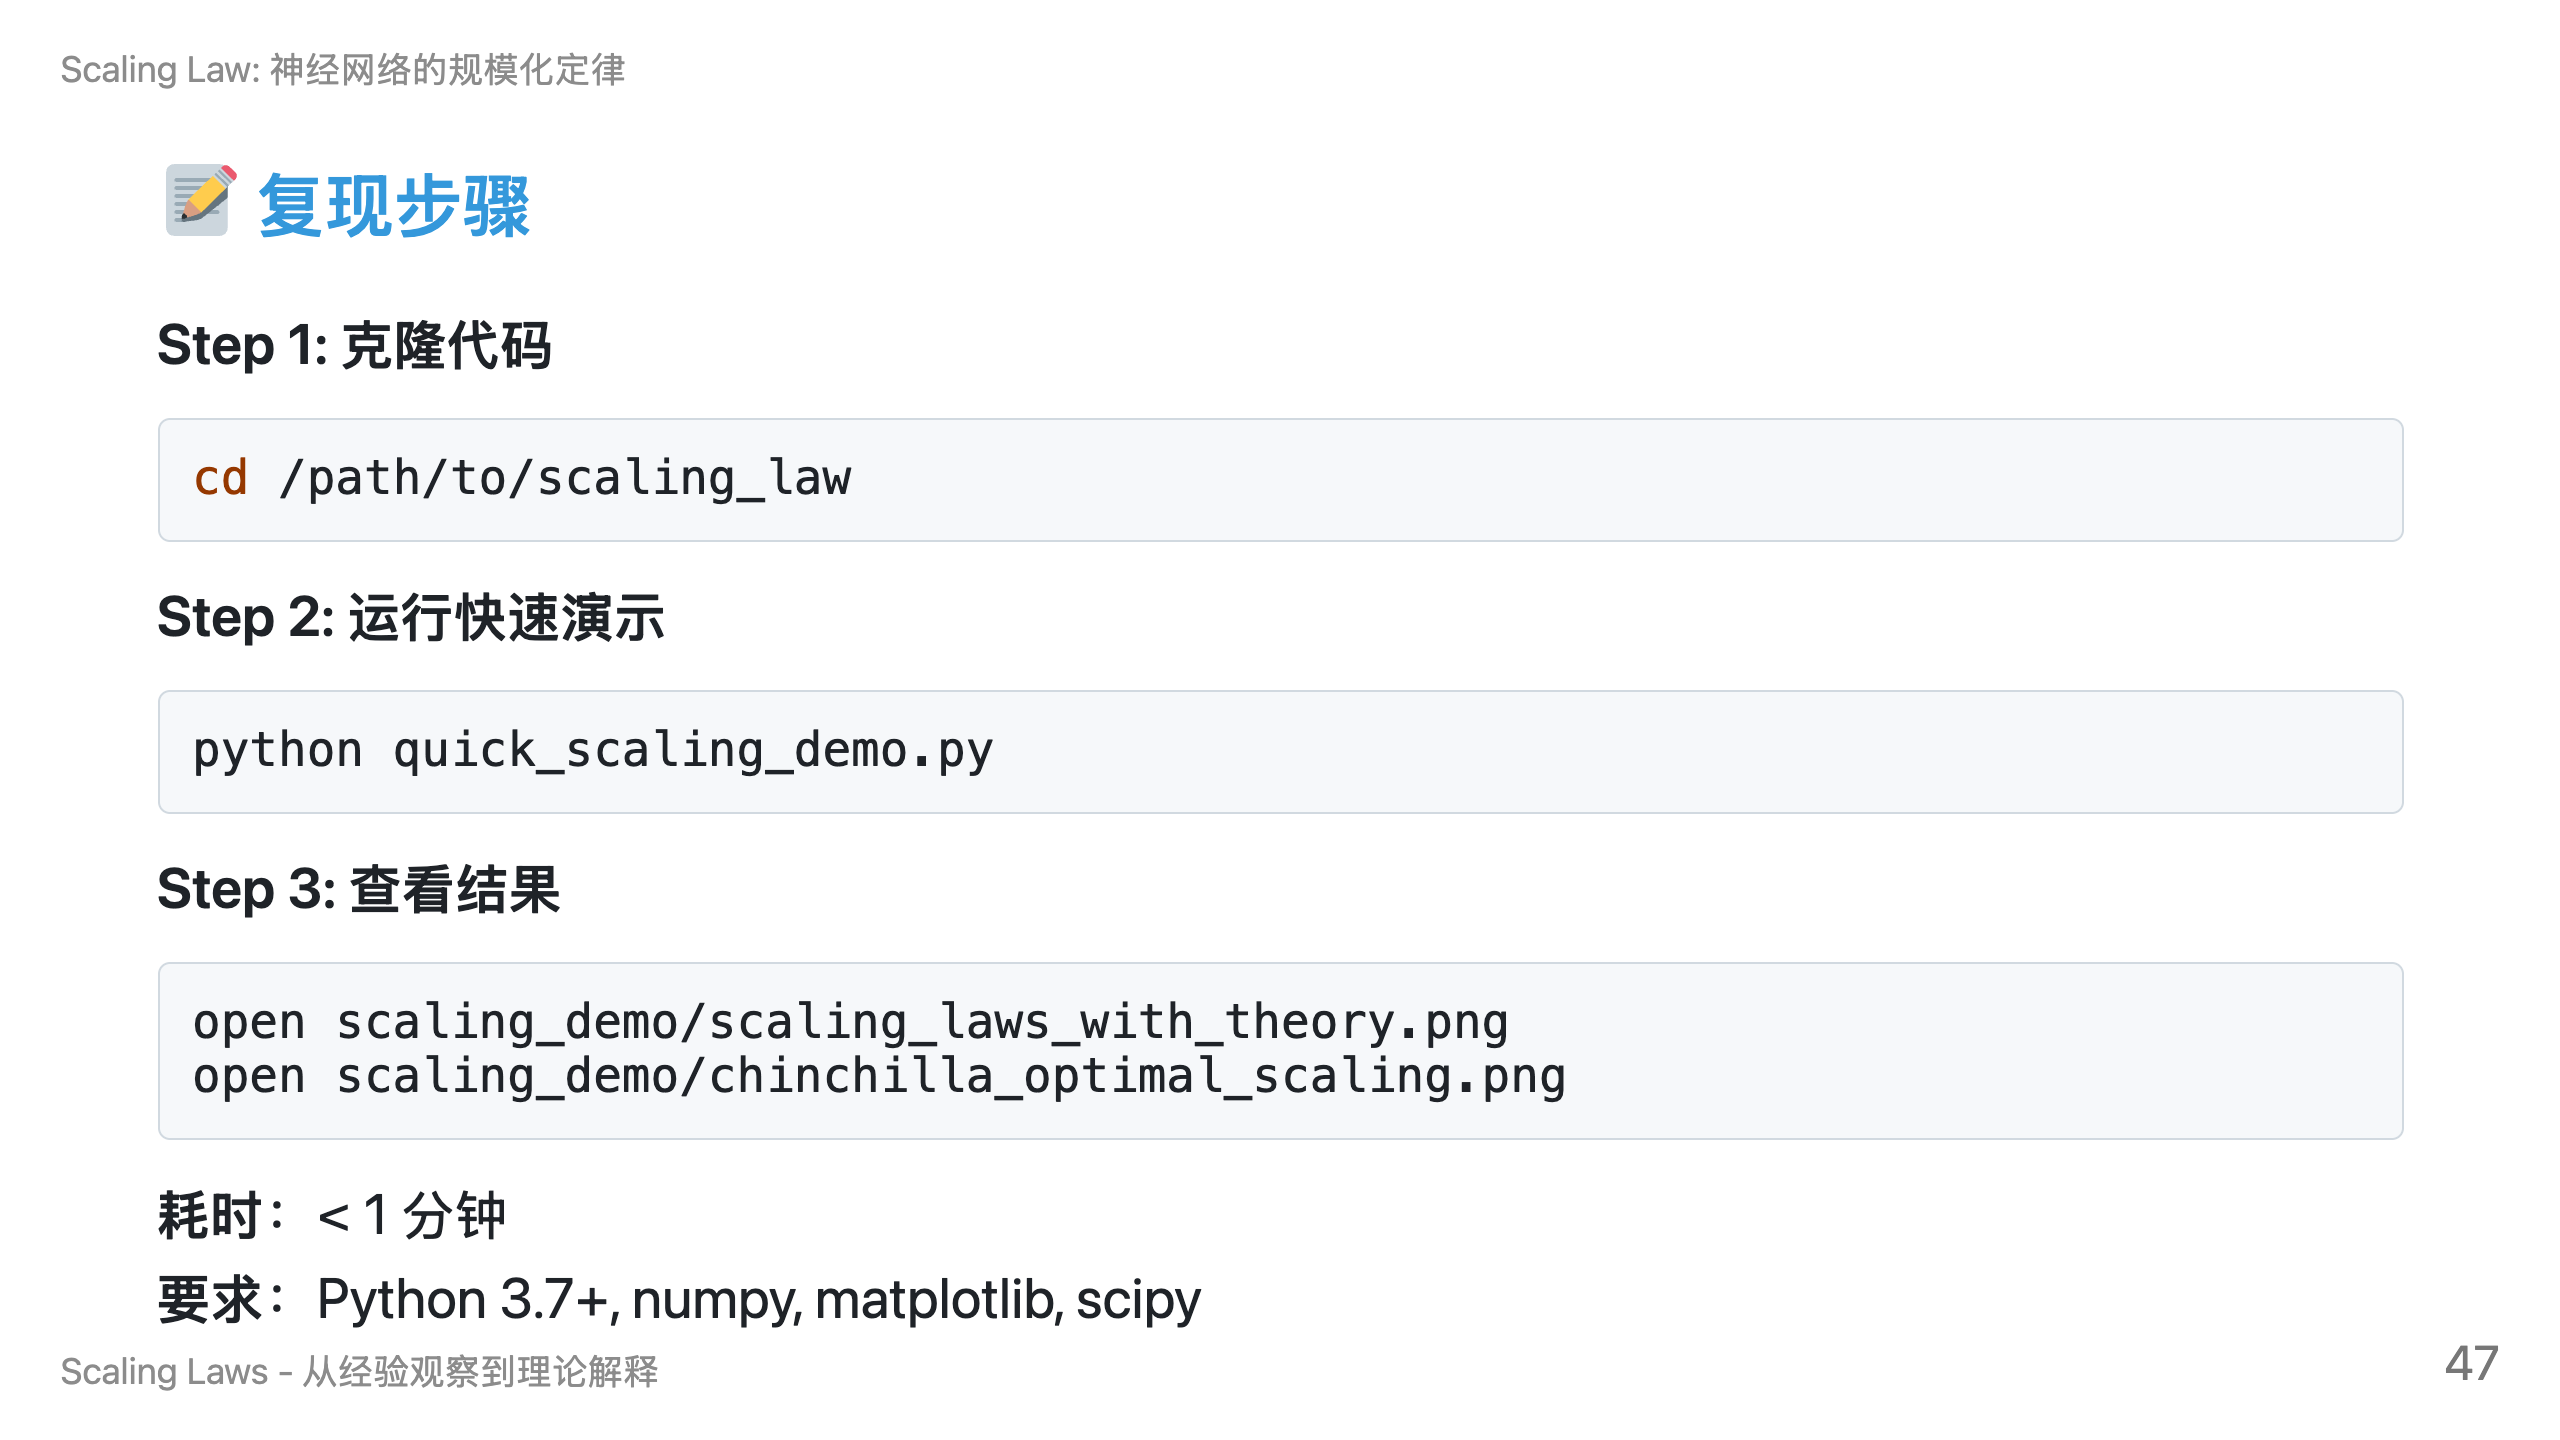 Scaling Law: 神经网络的规模化定律
📝 复现步骤
Step 1: 克隆代码
cd /path/to/scaling_law
Step 2: 运行快速演示
python quick_scaling_demo.py
Step 3: 查看结果
open scaling_demo/scaling_laws_with_theory.png
open scaling_demo/chinchilla_optimal_scaling.png
耗时：< 1 分钟
要求：Python 3.7+, numpy, matplotlib, scipy
Scaling Laws - 从经验观察到理论解释
47